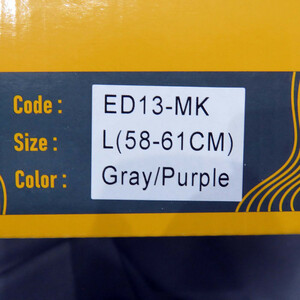 Code : ED13-MK
Size : L(58-61CM)
Color : Gray/Purple